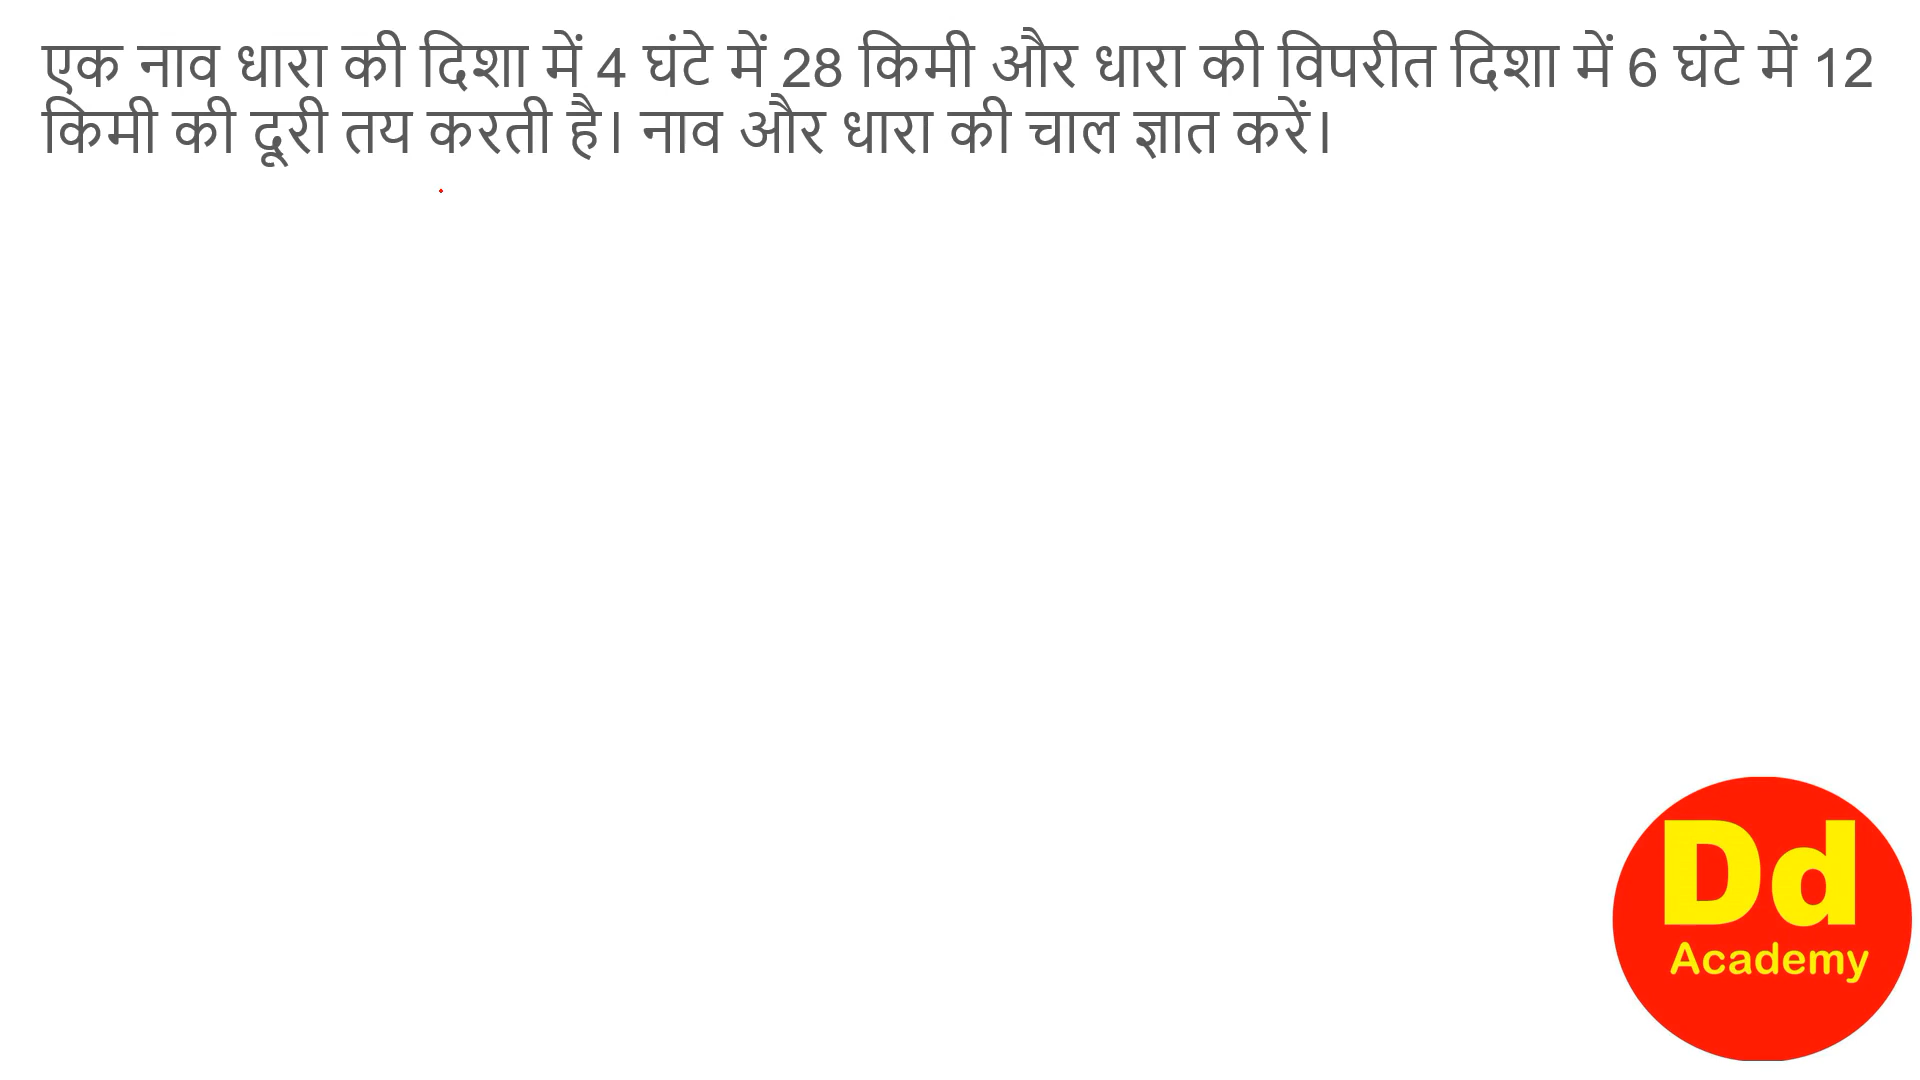 एक नाव धारा की दिशा में 4 घंटे में 28 किमी और धारा की विपरीत दिशा में 6 घंटे में 12
किमी की दूरी तय करती है। नाव और धारा की चाल ज्ञात करें।
Dd
Academy